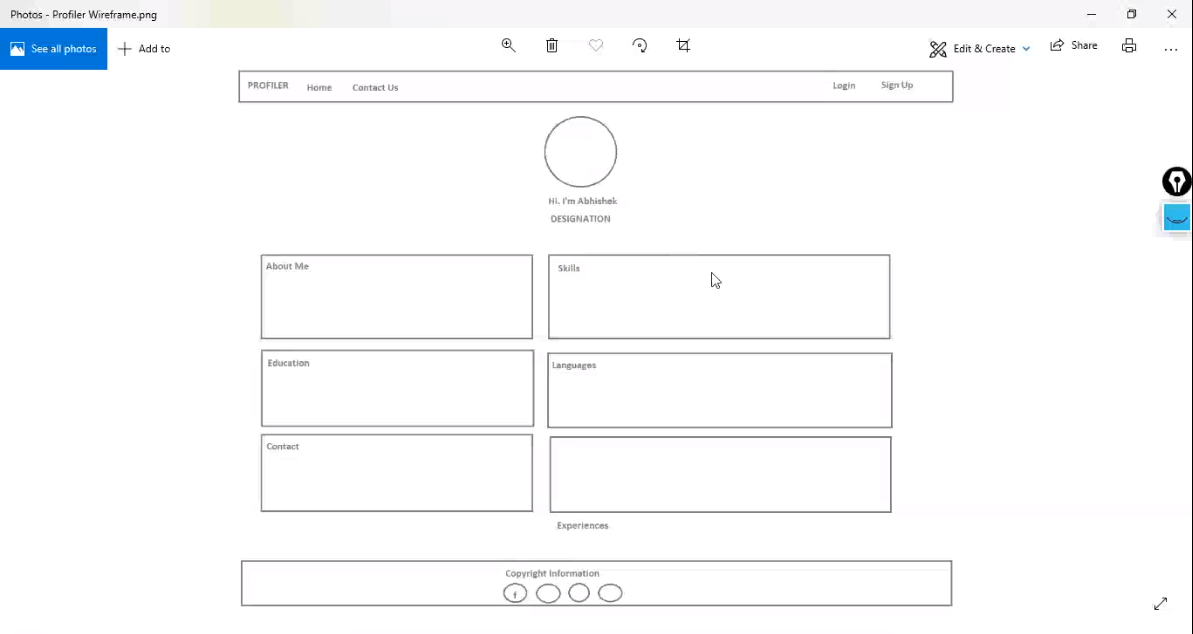 Photos - Profiler Wireframe.png
See all photos
Add to
Edit & Create
Share
PROFILER Home Contact Us Login Sign Up
Hi. I'm Abhishek
DESIGNATION
About Me Skills
Education Languages
Contact
Experiences
Copyright Information
f